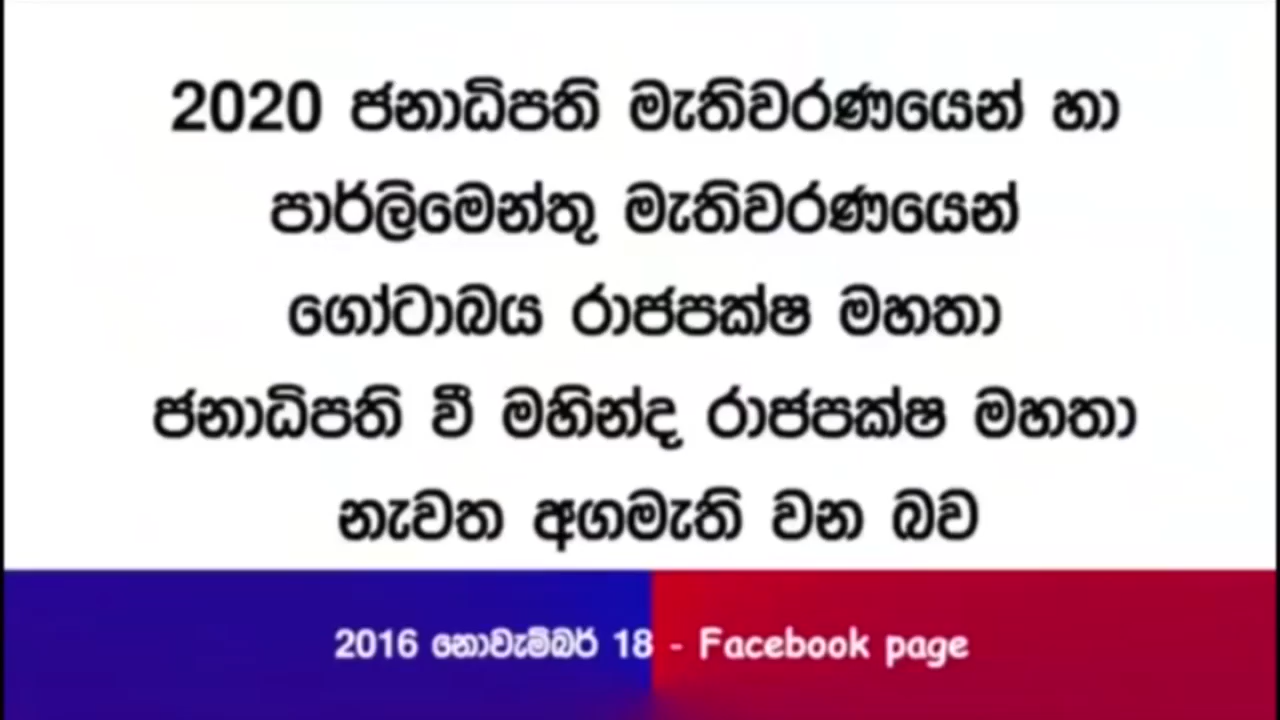 2020 ජනාධිපති මැතිවරණයෙන් හා
පාර්ලිමෙන්තු මැතිවරණයෙන්
ගෝටාබය රාජපක්ෂ මහතා
ජනාධිපති වී මහින්ද රාජපක්ෂ මහතා
නැවත අගමැති වන බව
2016 නොවැම්බර් 18 - Facebook page